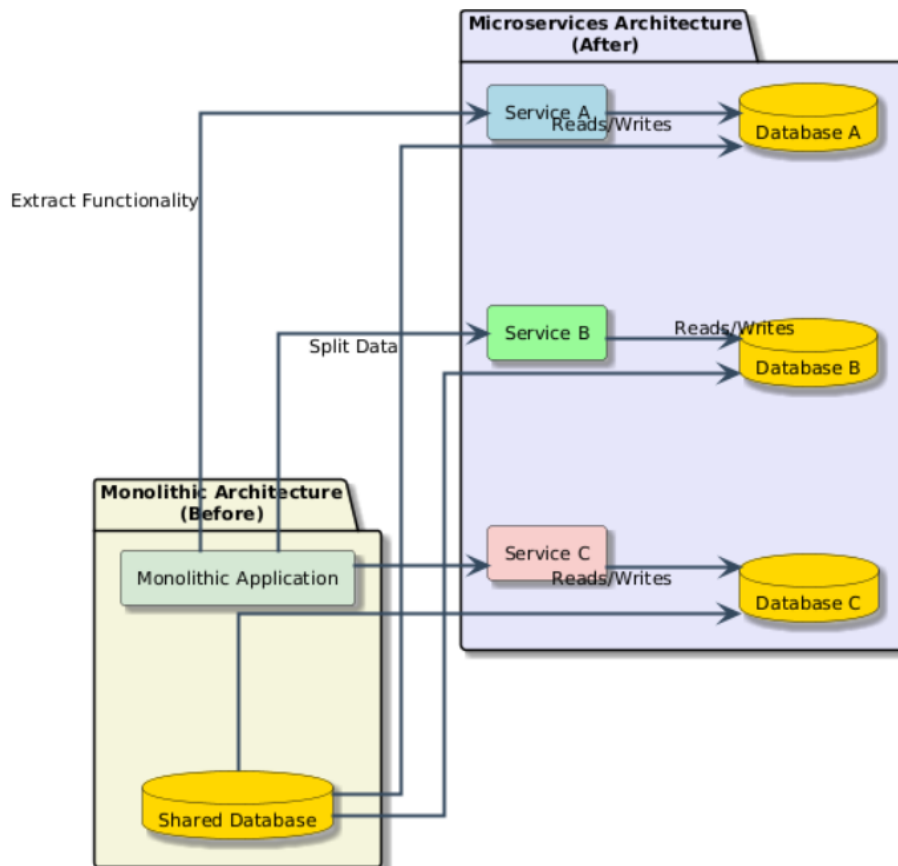 Microservices Architecture
(After)
Service A
Reads/Writes
Database A
Extract Functionality
Service B
Reads/Writes
Split Data
Database B
Monolithic Architecture
(Before)
Service C
Monolithic Application
Reads/Writes
Database C
Shared Database